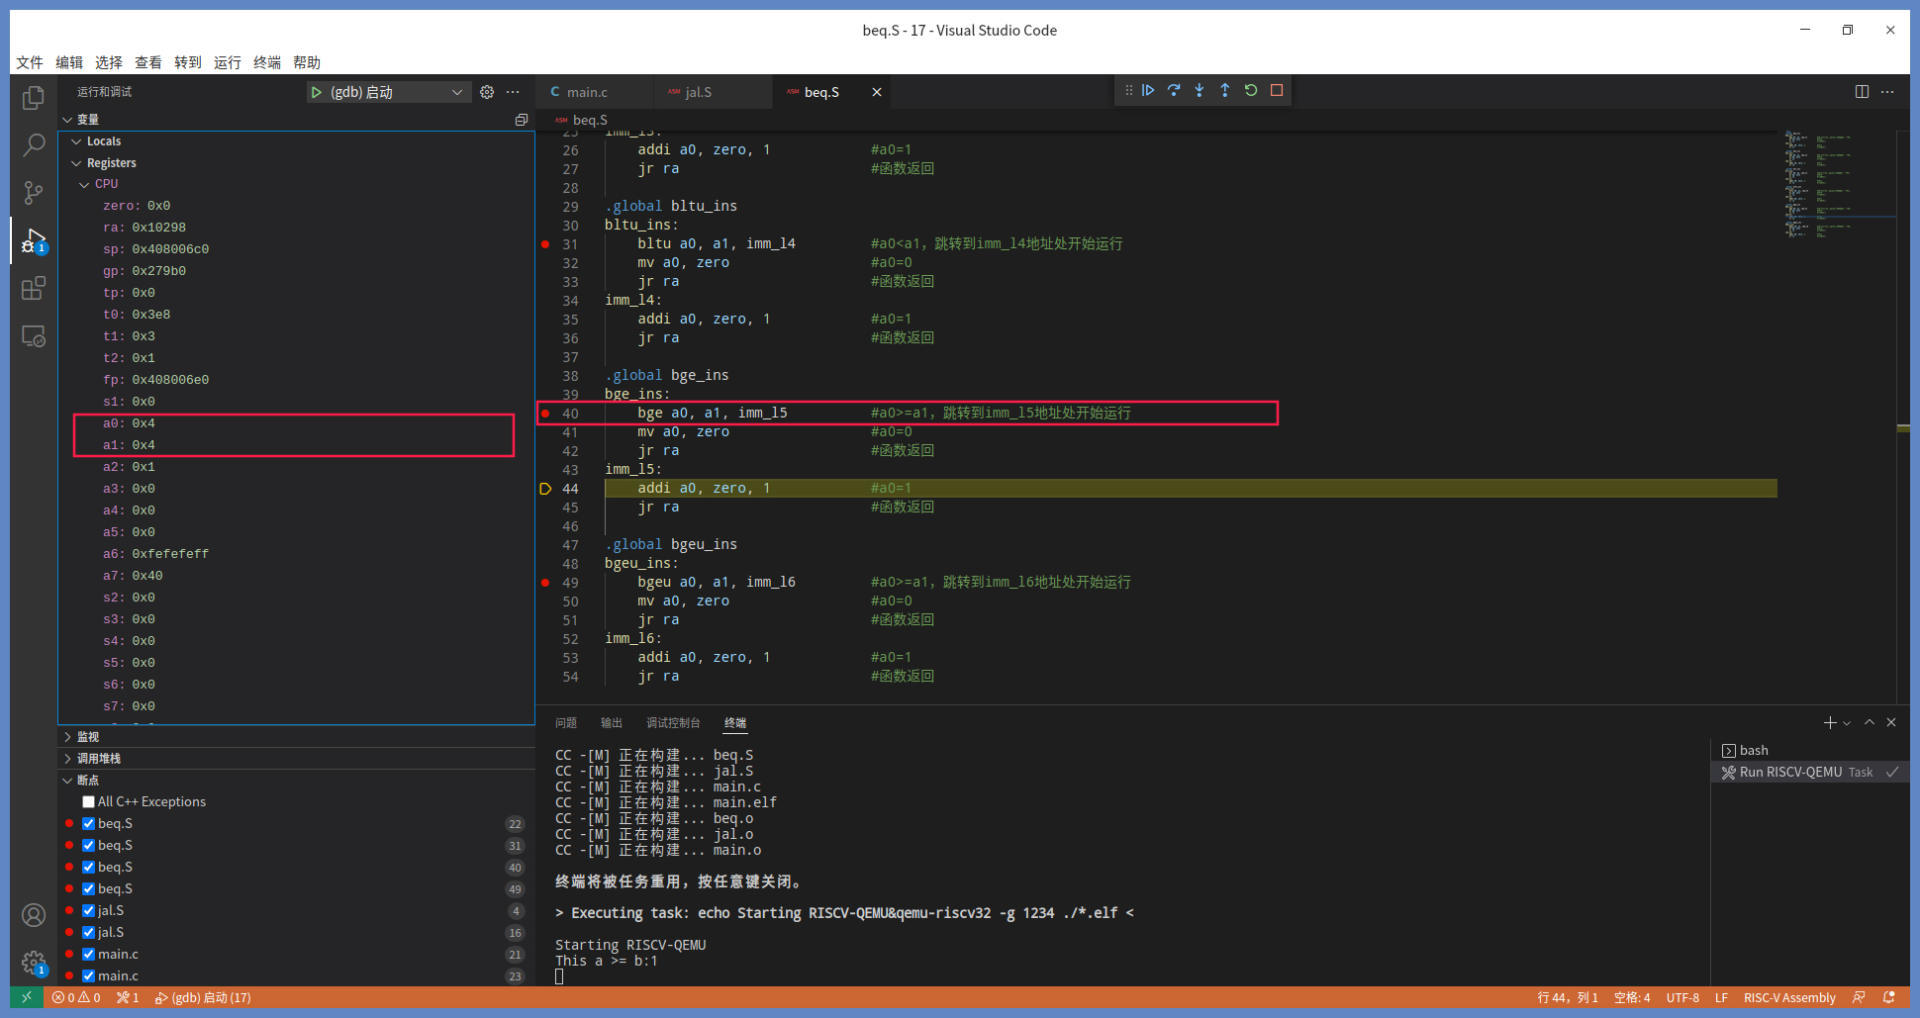 beq.S - 17 - Visual Studio Code
文件 编辑 选择 查看 转到 运行 终端 帮助
运行和调试
(gdb) 启动
变量
Locals
Registers
CPU
zero: 0x0
ra: 0x10298
sp: 0x408006c0
gp: 0x279b0
tp: 0x0
t0: 0x3e8
t1: 0x3
t2: 0x1
fp: 0x408006e0
s1: 0x0
a0: 0x4
a1: 0x4
a2: 0x1
a3: 0x0
a4: 0x0
a5: 0x0
a6: 0xfefefeff
a7: 0x40
s2: 0x0
s3: 0x0
s4: 0x0
s5: 0x0
s6: 0x0
s7: 0x0
监视
调用堆栈
断点
All C++ Exceptions
beq.S 22
beq.S 31
beq.S 40
beq.S 49
jal.S 4
jal.S 16
main.c 21
main.c 23
C main.c
ASM jal.S
ASM beq.S
ASM beq.S
25 imm_l3:
26 addi a0, zero, 1 #a0=1
27 jr ra #函数返回
28
29 .global bltu_ins
30 bltu_ins:
31 bltu a0, a1, imm_l4 #a0<a1，跳转到imm_l4地址处开始运行
32 mv a0, zero #a0=0
33 jr ra #函数返回
34 imm_l4:
35 addi a0, zero, 1 #a0=1
36 jr ra #函数返回
37
38 .global bge_ins
39 bge_ins:
40 bge a0, a1, imm_l5 #a0>=a1，跳转到imm_l5地址处开始运行
41 mv a0, zero #a0=0
42 jr ra #函数返回
43 imm_l5:
44 addi a0, zero, 1 #a0=1
45 jr ra #函数返回
46
47 .global bgeu_ins
48 bgeu_ins:
49 bgeu a0, a1, imm_l6 #a0>=a1，跳转到imm_l6地址处开始运行
50 mv a0, zero #a0=0
51 jr ra #函数返回
52 imm_l6:
53 addi a0, zero, 1 #a0=1
54 jr ra #函数返回
问题 输出 调试控制台 终端
CC -[M] 正在构建... beq.S
CC -[M] 正在构建... jal.S
CC -[M] 正在构建... main.c
CC -[M] 正在构建... main.elf
CC -[M] 正在构建... beq.o
CC -[M] 正在构建... jal.o
CC -[M] 正在构建... main.o
终端将被任务重用，按任意键关闭。
> Executing task: echo Starting RISCV-QEMU&qemu-riscv32 -g 1234 ./*.elf <
Starting RISCV-QEMU
This a >= b:1
bash
Run RISCV-QEMU Task
0 0 1 (gdb) 启动 (17)
行 44，列 1 空格: 4 UTF-8 LF RISC-V Assembly